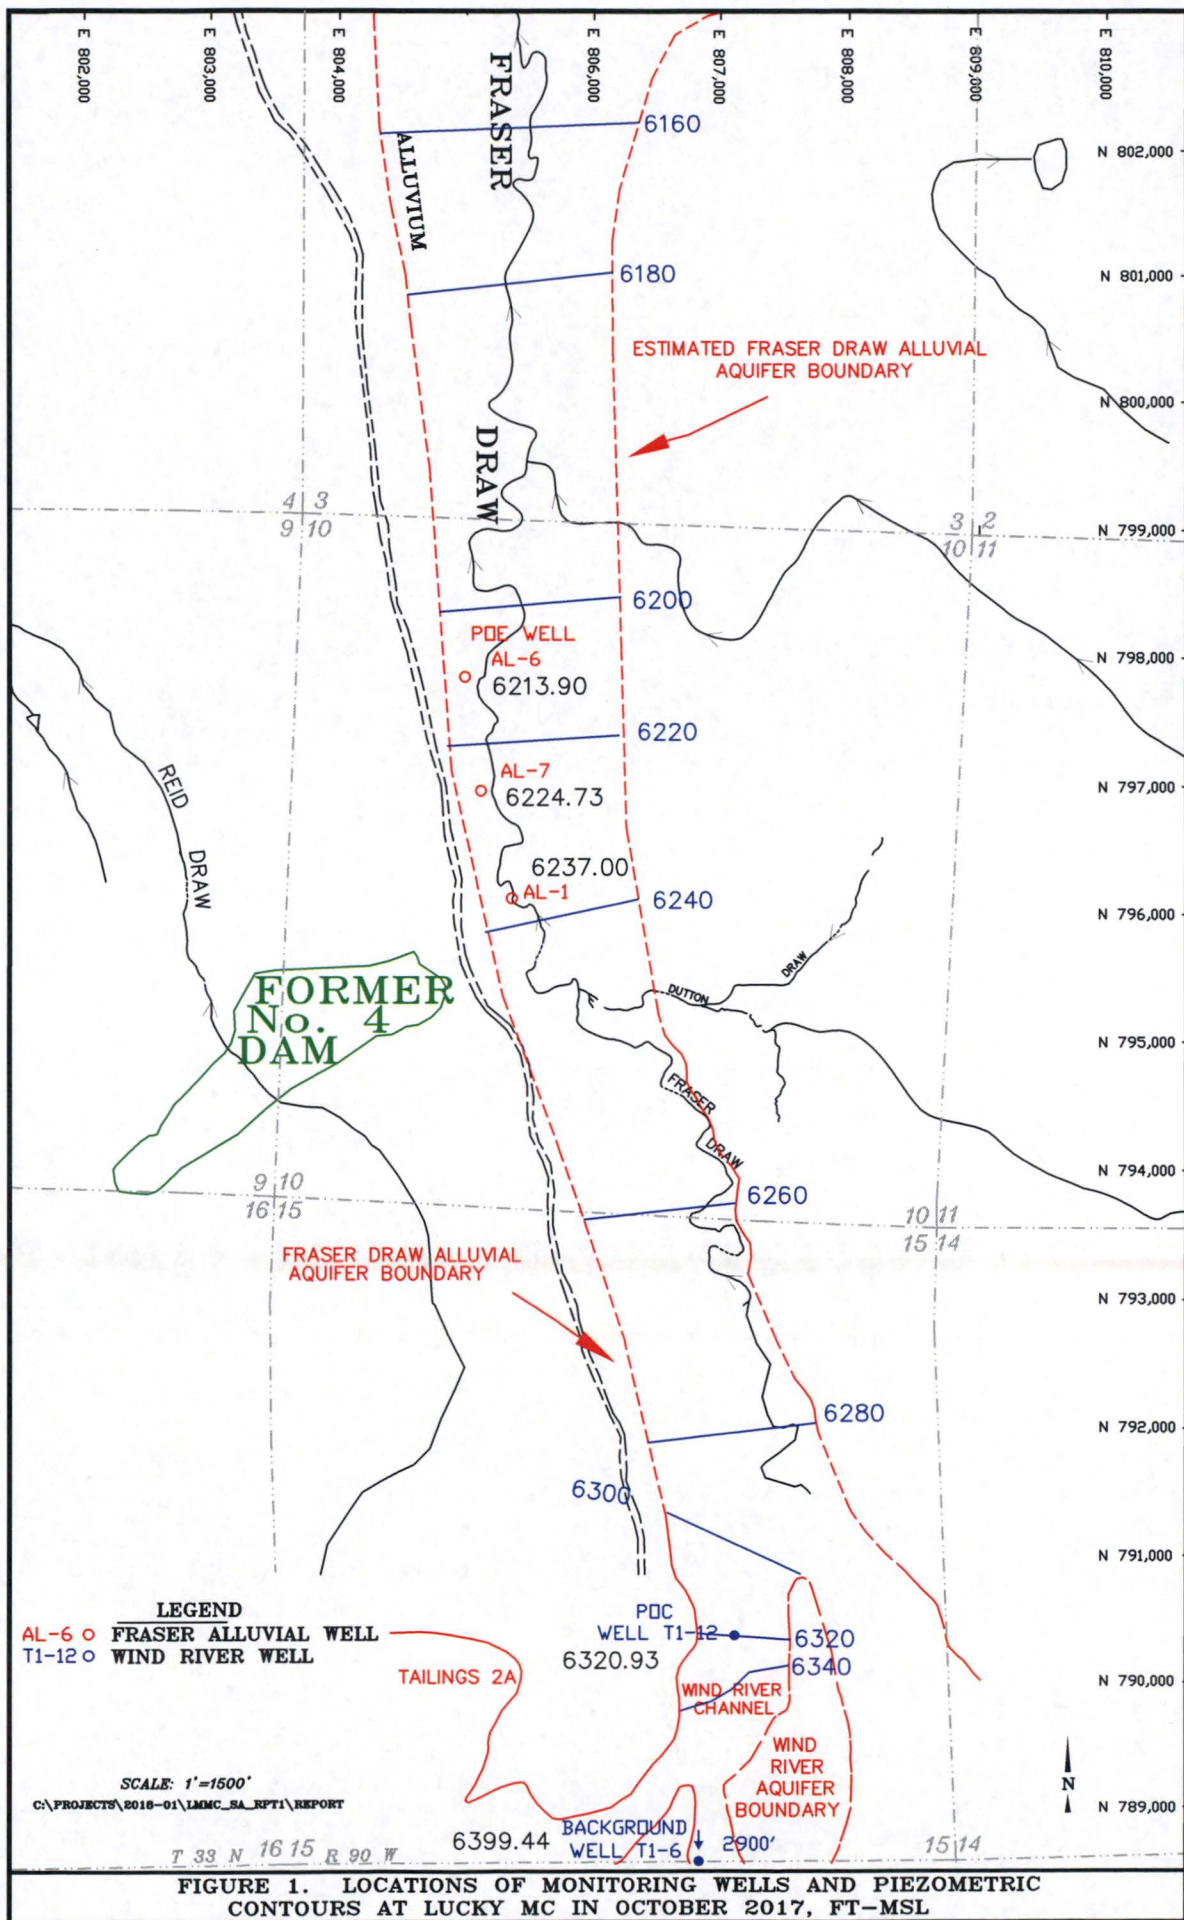 E 802,000
E 803,000
E 804,000
E 806,000
E 807,000
E 808,000
E 809,000
E 810,000
FRASER
ALLUVIUM
6160
N 802,000
6180
N 801,000
ESTIMATED FRASER DRAW ALLUVIAL
AQUIFER BOUNDARY
N 800,000
DRAW
4 3
9 10
3 2
10 11
N 799,000
6200
POE WELL
AL-6
6213.90
N 798,000
6220
AL-7
6224.73
N 797,000
REID
DRAW
6237.00
AL-1
6240
N 796,000
DRAW
DUTTON
FORMER
No. 4
DAM
N 795,000
FRASER
DRAW
N 794,000
9 10
16 15
6260
10 11
15 14
FRASER DRAW ALLUVIAL
AQUIFER BOUNDARY
N 793,000
6280
N 792,000
6300
N 791,000
LEGEND
AL-6 FRASER ALLUVIAL WELL
T1-12 WIND RIVER WELL
POC
WELL T1-12
6320
6320.93
6340
TAILINGS 2A
WIND RIVER
CHANNEL
N 790,000
WIND
RIVER
AQUIFER
BOUNDARY
N
SCALE: 1"=1500'
C:\PROJECTS\2018-01\LMMC_SA_RPT1\REPORT
N 789,000
6399.44
BACKGROUND
WELL T1-6
2900'
T 33 N 16 15 R 90 W
15 14
FIGURE 1. LOCATIONS OF MONITORING WELLS AND PIEZOMETRIC
CONTOURS AT LUCKY MC IN OCTOBER 2017, FT-MSL